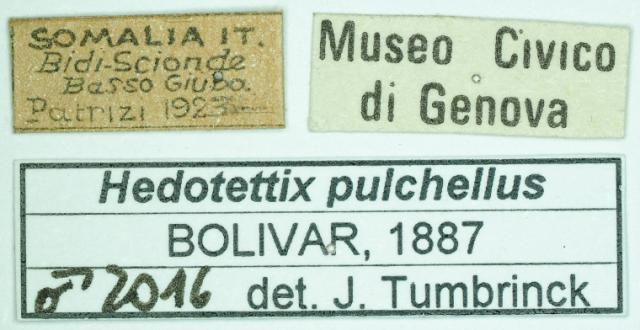 SOMALIA IT.
Bidi-Scionde
Basso Giuba.
Patrizi 1923
Museo Civico
di Genova
Hedotettix pulchellus
BOLIVAR, 1887
♂ 2016 det. J. Tumbrinck